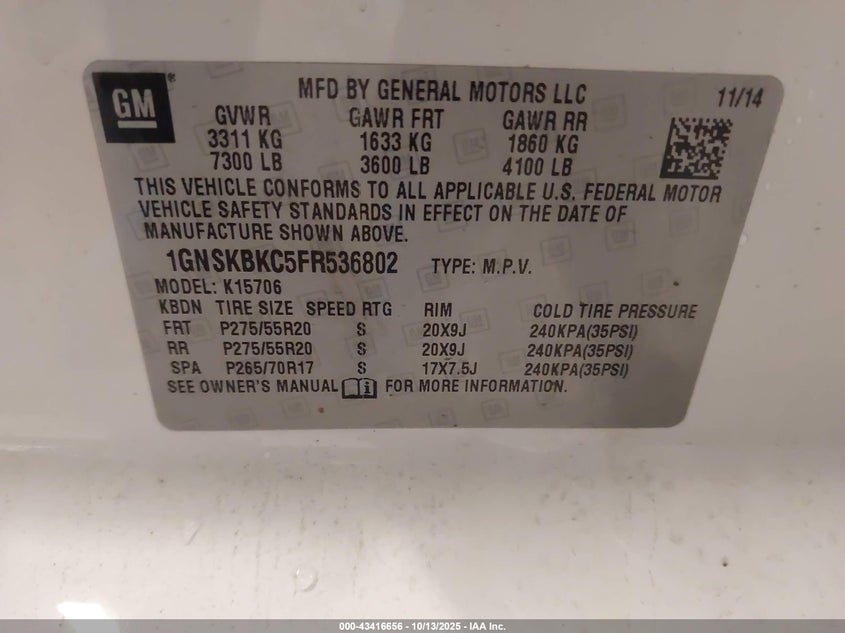 GM®
MFD BY GENERAL MOTORS LLC 11/14
GVWR GAWR FRT GAWR RR
3311 KG 1633 KG 1860 KG
7300 LB 3600 LB 4100 LB
THIS VEHICLE CONFORMS TO ALL APPLICABLE U.S. FEDERAL MOTOR
VEHICLE SAFETY STANDARDS IN EFFECT ON THE DATE OF
MANUFACTURE SHOWN ABOVE.
1GNSKBKC5FR536802 TYPE: M.P.V.
MODEL: K15706
KBDN TIRE SIZE SPEED RTG RIM COLD TIRE PRESSURE
FRT P275/55R20 S 20X9J 240KPA(35PSI)
RR P275/55R20 S 20X9J 240KPA(35PSI)
SPA P265/70R17 S 17X7.5J 240KPA(35PSI)
SEE OWNER'S MANUAL i FOR MORE INFORMATION.
000-43416656 | 10/13/2025 - IAA Inc.